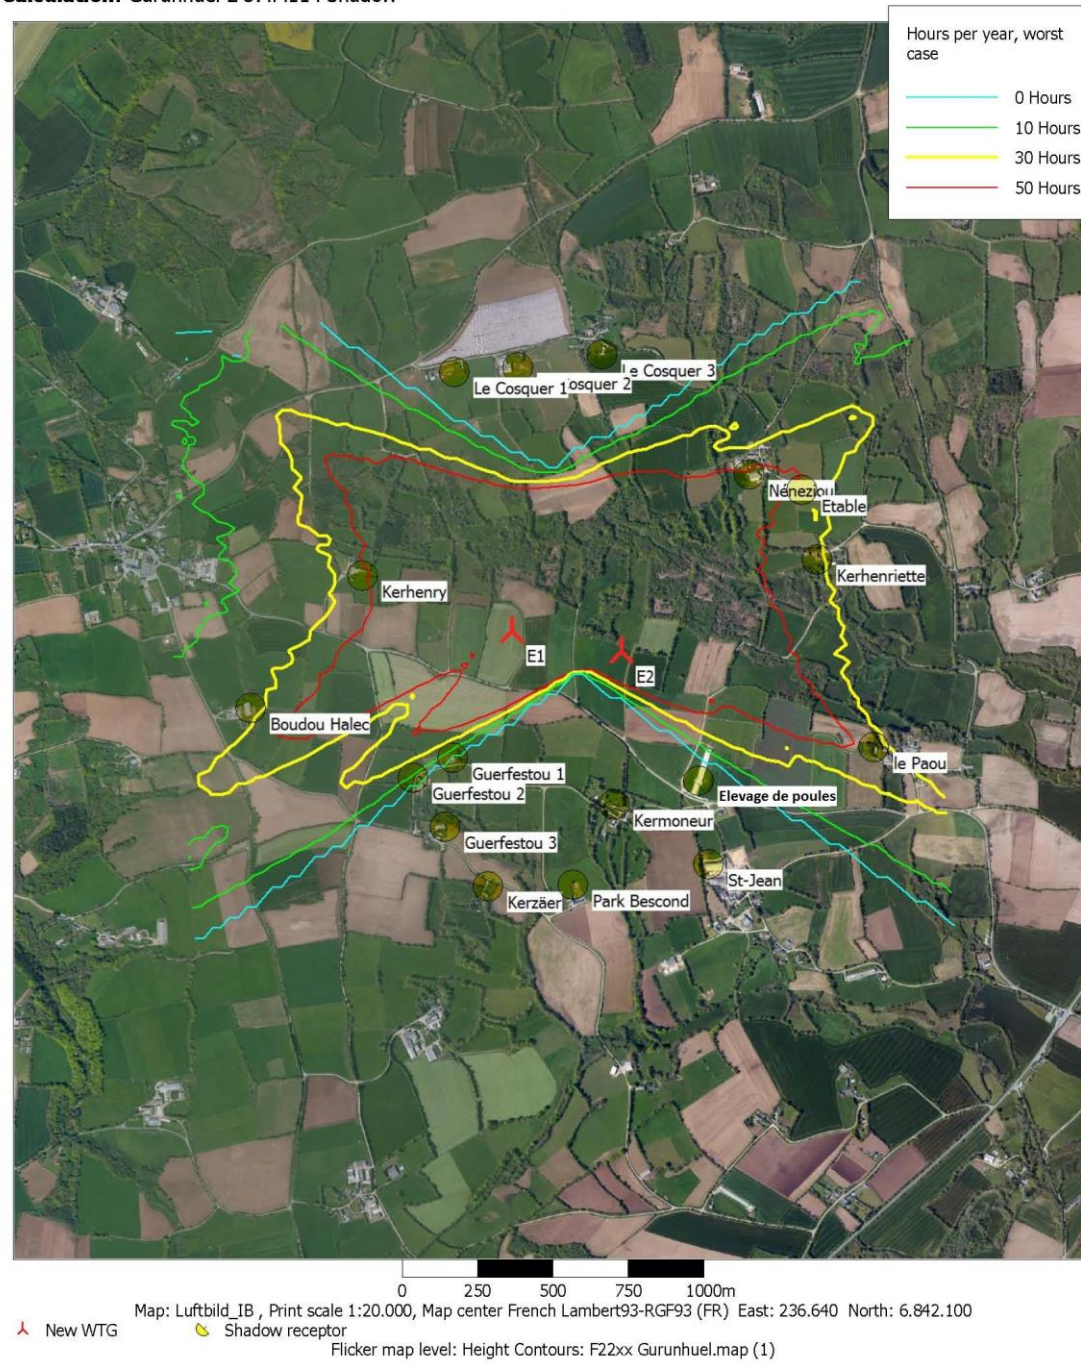 Hours per year, worst
case
0 Hours
10 Hours
30 Hours
50 Hours
Le Cosquer 3
Le Cosquer 1
osquer 2
Néneziou
Etable
Kerhenriette
Kerhenry
E1
E2
Boudou Halec
le Paou
Guerfestou 1
Guerfestou 2
Elevage de poules
Kermoneur
Guerfestou 3
St-Jean
Kerzäer
Park Bescond
0 250 500 750 1000m
Map: Luftbild_IB , Print scale 1:20.000, Map center French Lambert93-RGF93 (FR) East: 236.640 North: 6.842.100
New WTG Shadow receptor
Flicker map level: Height Contours: F22xx Gurunhuel.map (1)